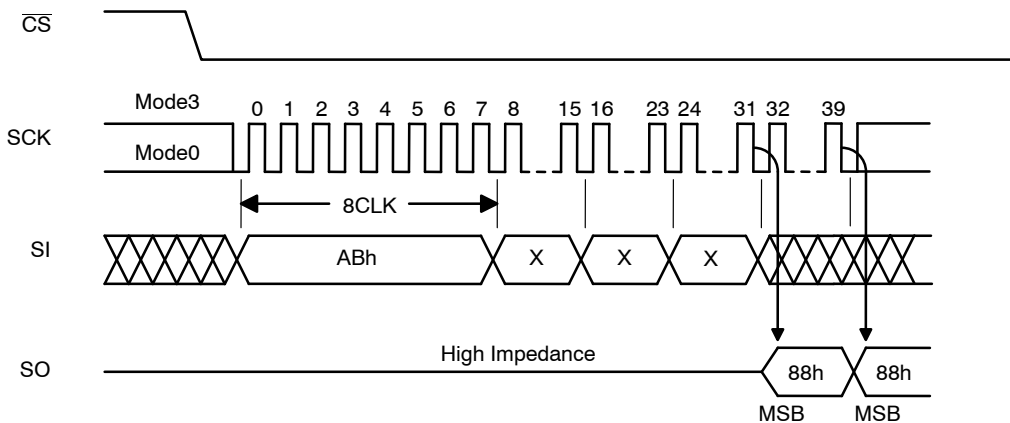 CS
Mode3
0 1 2 3 4 5 6 7 8 15 16 23 24 31 32 39
SCK
Mode0
8CLK
SI
ABh X X X
High Impedance
SO
88h 88h
MSB MSB